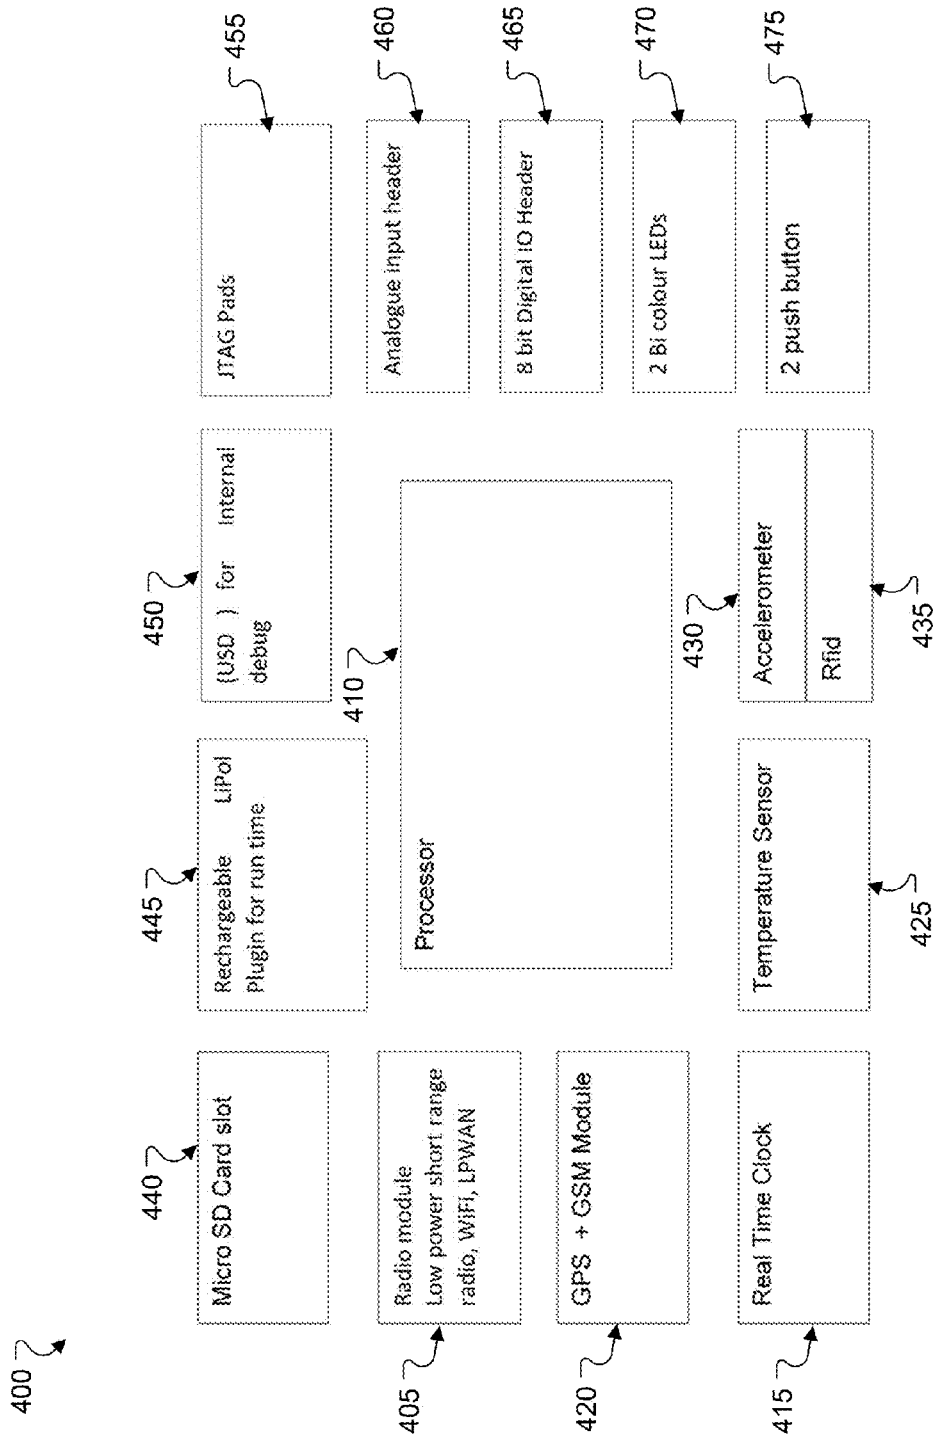 400
440
445
450
455
Micro SD Card slot
Rechargeable LiPol
Plugin for run time
(USD ) for Internal
debug
JTAG Pads
410
460
405
Radio module
Low power short range
radio, WiFi, LPWAN
Processor
Analogue input header
465
8 bit Digital IO Header
420
GPS + GSM Module
470
2 Bi colour LEDs
430
415
Real Time Clock
Temperature Sensor
Accelerometer
Rfid
475
2 push button
425
435